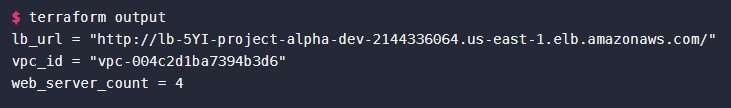 $ terraform output
lb_url = "http://lb-5YI-project-alpha-dev-2144336064.us-east-1.elb.amazonaws.com/"
vpc_id = "vpc-004c2d1ba7394b3d6"
web_server_count = 4